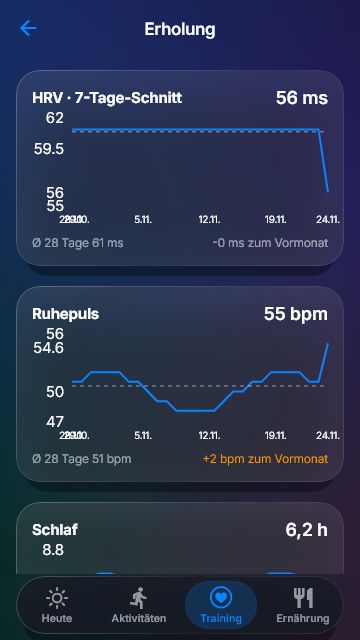 Erholung
HRV · 7-Tage-Schnitt 56 ms
62
59.5
56
55
5.11. 12.11. 19.11. 24.11.
Ø 28 Tage 61 ms -0 ms zum Vormonat
Ruhepuls 55 bpm
56
54.6
50
47
5.11. 12.11. 19.11. 24.11.
Ø 28 Tage 51 bpm +2 bpm zum Vormonat
Schlaf 6,2 h
8.8
Heute Aktivitäten Training Ernährung